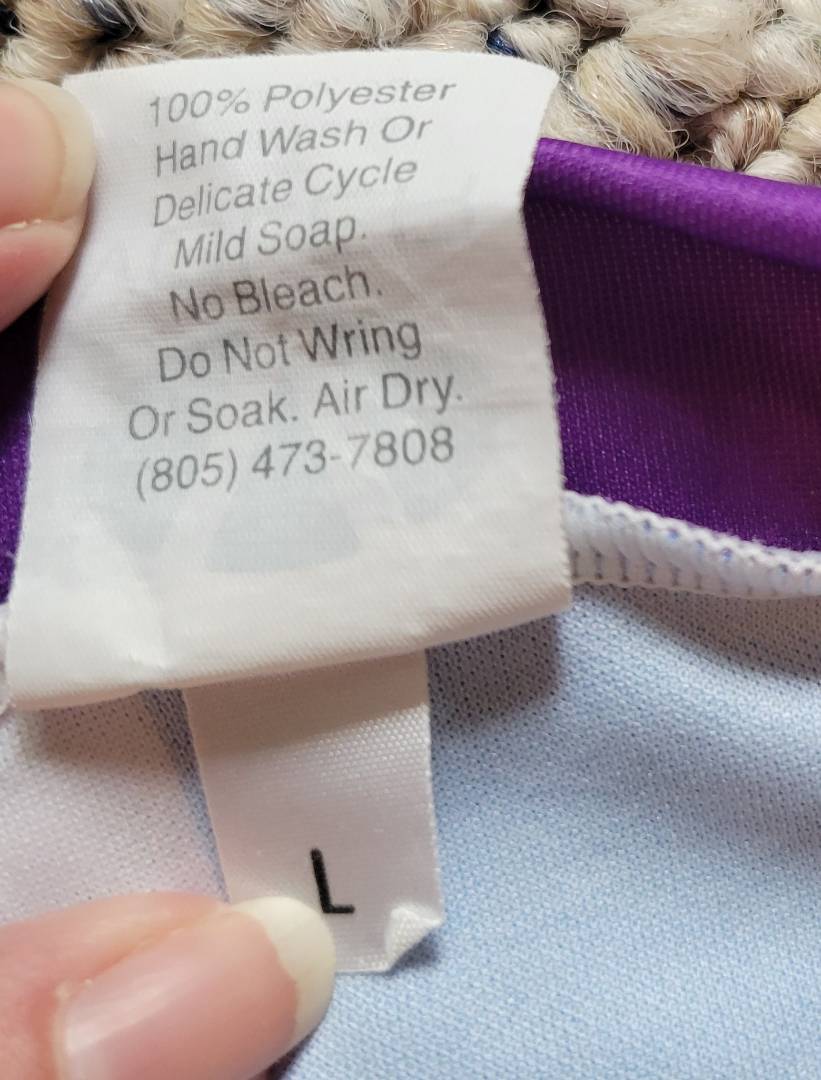 100% Polyester
Hand Wash Or
Delicate Cycle
Mild Soap.
No Bleach.
Do Not Wring
Or Soak. Air Dry.
(805) 473-7808
L